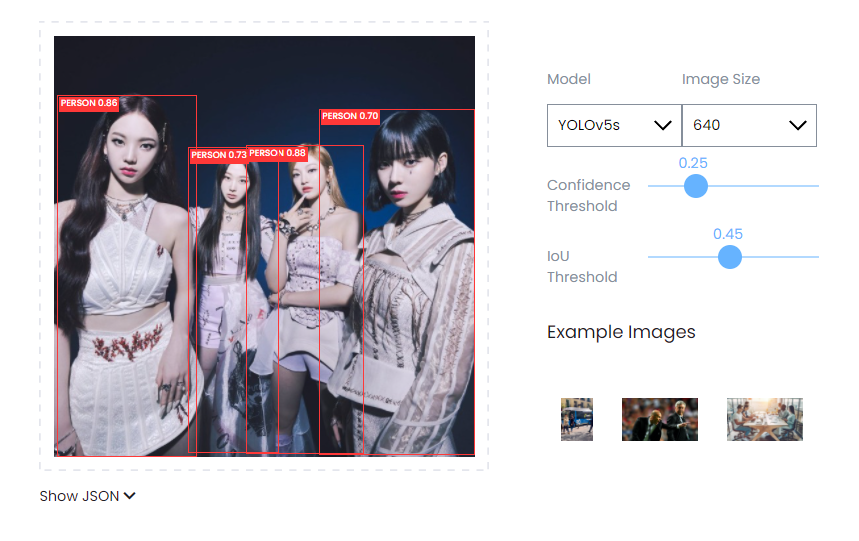 PERSON 0.86
PERSON 0.73
PERSON 0.88
PERSON 0.70
Model
Image Size
YOLOv5s
640
0.25
Confidence
Threshold
0.45
IoU
Threshold
Example Images
Show JSON